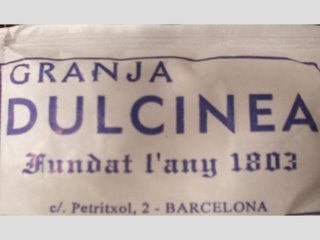 GRANJA
DULCINEA
Fundat l'any 1803
c/. Petritxol, 2 - BARCELONA